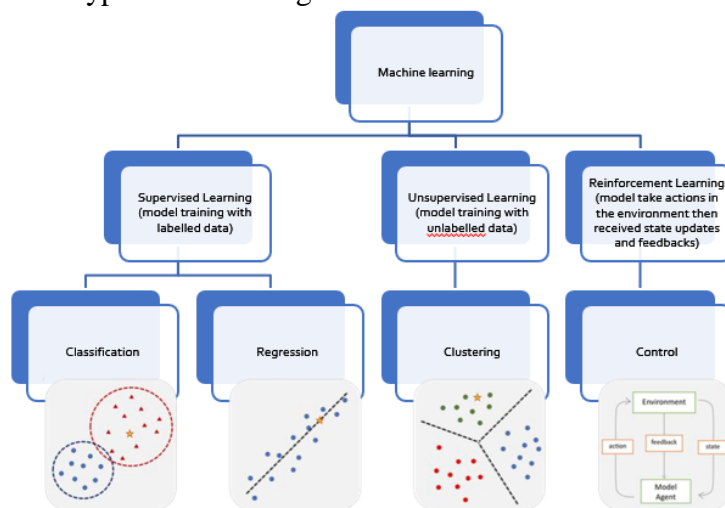 Machine learning
Supervised Learning
(model training with
labelled data)
Unsupervised Learning
(model training with
unlabelled data)
Reinforcement Learning
(model take actions in
the environment then
received state updates
and feedbacks)
Classification
Regression
Clustering
Control
Environment
action
feedback
state
Model
Agent